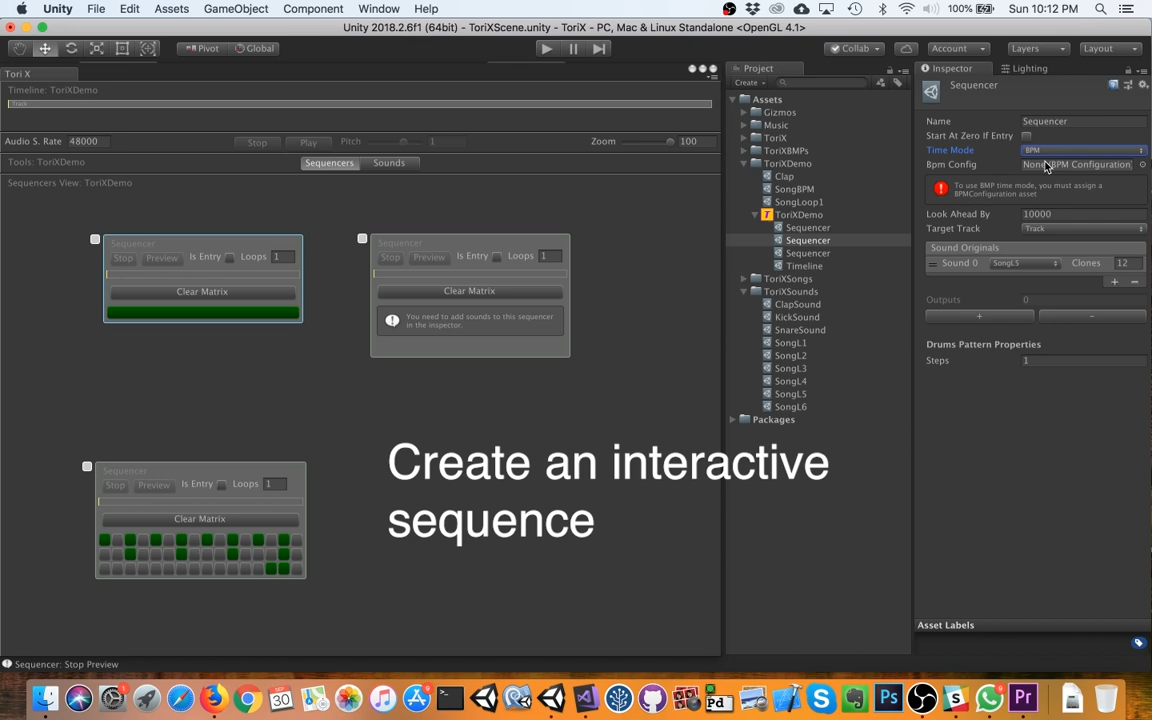 Unity File Edit Assets GameObject Component Window Help 100% Sun 10:12 PM
Unity 2018.2.6f1 (64bit) - ToriXScene.unity - ToriX - PC, Mac & Linux Standalone <OpenGL 4.1>
Pivot Global Collab Account Layers Layout
Tori X
Timeline: ToriXDemo
Track
Audio S. Rate 48000 Stop Play Pitch 1 Zoom 100
Tools: ToriXDemo Sequencers Sounds
Sequencers View: ToriXDemo
Sequencer
Stop Preview Is Entry Loops 1
Clear Matrix
Sequencer
Stop Preview Is Entry Loops 1
Clear Matrix
You need to add sounds to this sequencer
in the inspector.
Sequencer
Stop Preview Is Entry Loops 1
Clear Matrix
Create an interactive
sequence
Sequencer: Stop Preview
Project
Create
Assets
Gizmos
Music
ToriX
ToriXBMPs
ToriXDemo
Clap
SongBPM
SongLoop1
T ToriXDemo
Sequencer
Sequencer
Sequencer
Timeline
ToriXSongs
ToriXSounds
ClapSound
KickSound
SnareSound
SongL1
SongL2
SongL3
SongL4
SongL5
SongL6
Packages
Inspector Lighting
Sequencer
Name Sequencer
Start At Zero If Entry
Time Mode BPM
Bpm Config None (BPM Configuration)
To use BMP time mode, you must assign a
BPMConfiguration asset
Look Ahead By 10000
Target Track Track
Sound Originals
Sound 0 SongL5 Clones 12
Outputs 0
Drums Pattern Properties
Steps 1
Asset Labels
SEP
30
Pd
Ps
Pr